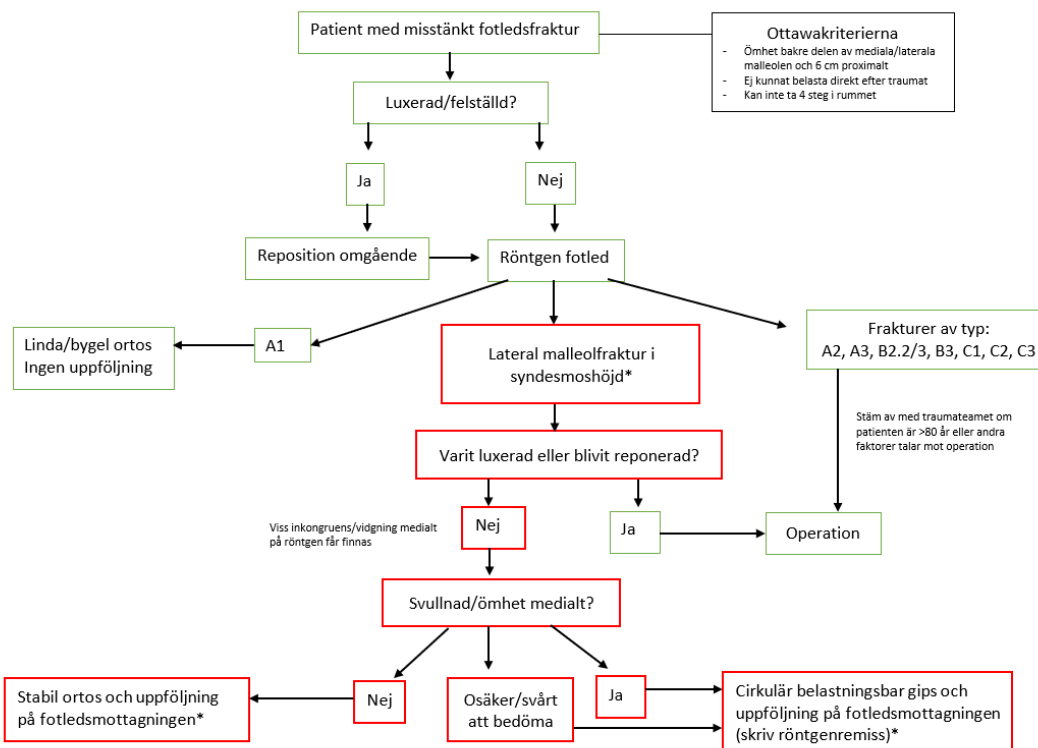 Patient med misstänkt fotledsfraktur
Ottawakriterierna
- Ömhet bakre delen av mediala/laterala
malleolen och 6 cm proximalt
- Ej kunnat belasta direkt efter traumat
- Kan inte ta 4 steg i rummet
Luxerad/felställd?
Ja
Nej
Reposition omgående
Röntgen fotled
Linda/bygel ortos
Ingen uppföljning
A1
Lateral malleolfraktur i
syndesmoshöjd*
Frakturer av typ:
A2, A3, B2.2/3, B3, C1, C2, C3
Stäm av med traumateamet om
patienten är >80 år eller andra
faktorer talar mot operation
Varit luxerad eller blivit reponerad?
Viss inkongruens/vidgning medialt
på röntgen får finnas
Nej
Ja
Operation
Svullnad/ömhet medialt?
Stabil ortos och uppföljning
på fotledsmottagningen*
Nej
Osäker/svårt
att bedöma
Ja
Cirkulär belastningsbar gips och
uppföljning på fotledsmottagningen
(skriv röntgenremiss)*